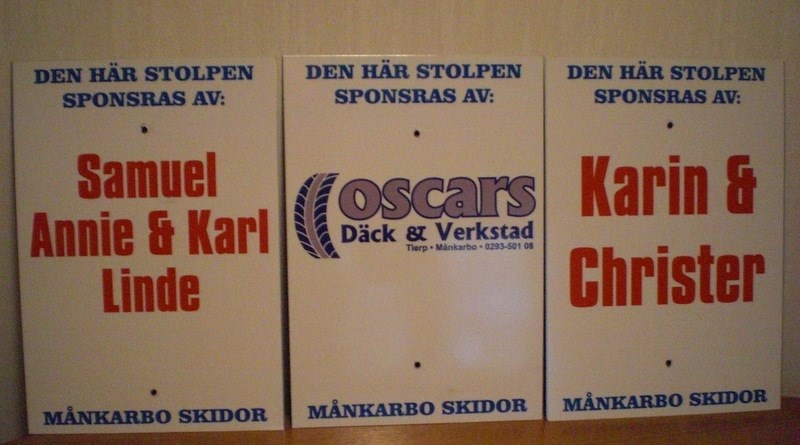 DEN HÄR STOLPEN
SPONSRAS AV:
Samuel
Annie & Karl
Linde
MÅNKARBO SKIDOR
DEN HÄR STOLPEN
SPONSRAS AV:
oscars
Däck & Verkstad
Tierp • Månkarbo • 0293-501 08
MÅNKARBO SKIDOR
DEN HÄR STOLPEN
SPONSRAS AV:
Karin &
Christer
MÅNKARBO SKIDOR